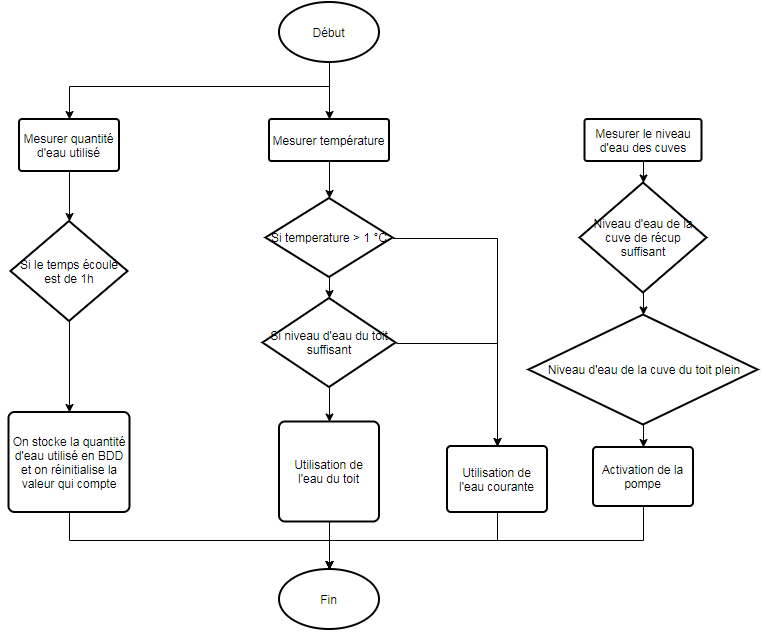 Début
Mesurer quantité
d'eau utilisé
Mesurer température
Mesurer le niveau
d'eau des cuves
Si le temps écoulé
est de 1h
Si temperature > 1 °C
Niveau d'eau de la
cuve de récup
suffisant
Si niveau d'eau du toit
suffisant
Niveau d'eau de la cuve du toit plein
On stocke la quantité
d'eau utilisé en BDD
et on réinitialise la
valeur qui compte
Utilisation de
l'eau du toit
Utilisation de
l'eau courante
Activation de la
pompe
Fin